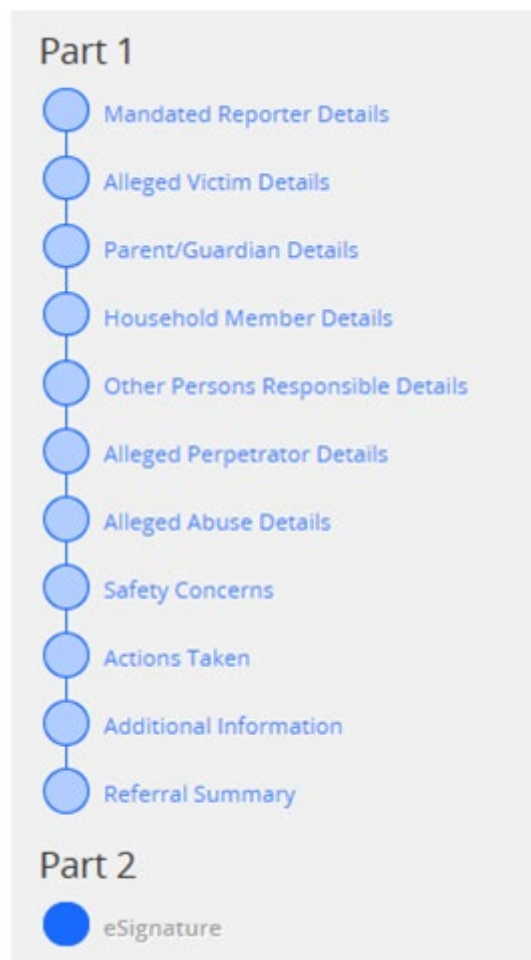 Part 1
Mandated Reporter Details
Alleged Victim Details
Parent/Guardian Details
Household Member Details
Other Persons Responsible Details
Alleged Perpetrator Details
Alleged Abuse Details
Safety Concerns
Actions Taken
Additional Information
Referral Summary
Part 2
eSignature